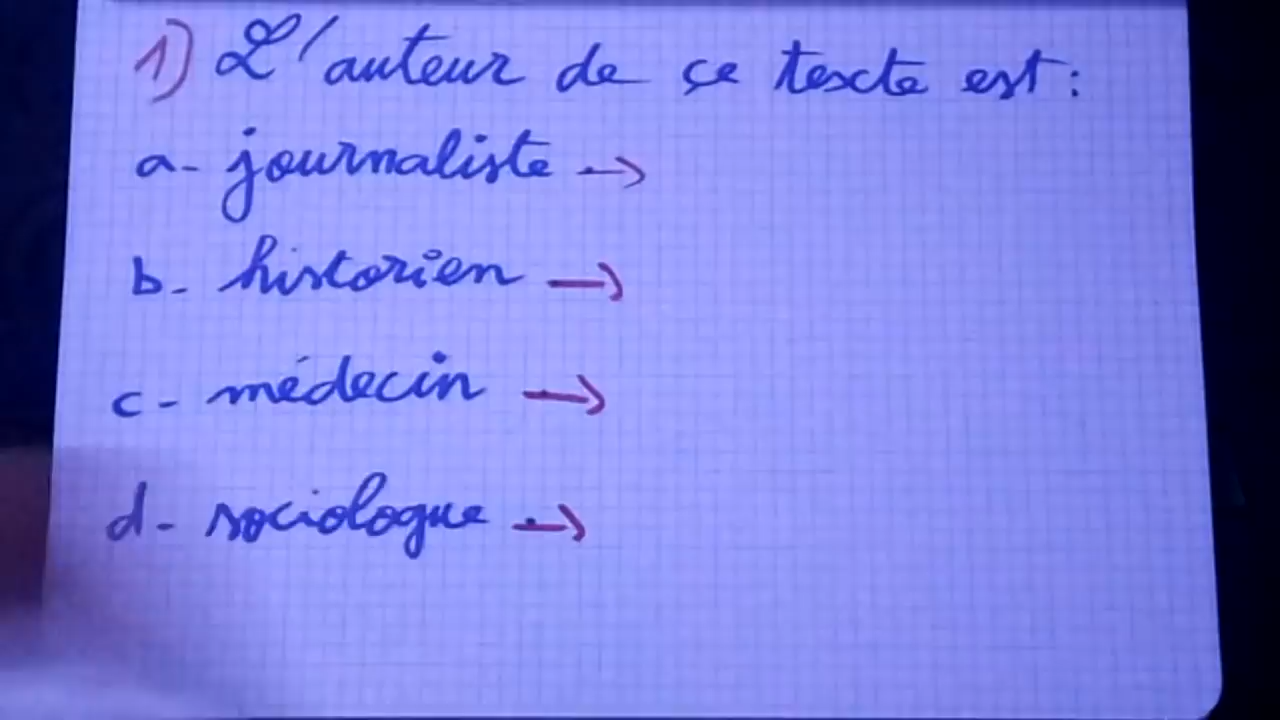 1) L'auteur de ce texte est :
a- journaliste →
b- historien →
c- médecin →
d- sociologue →